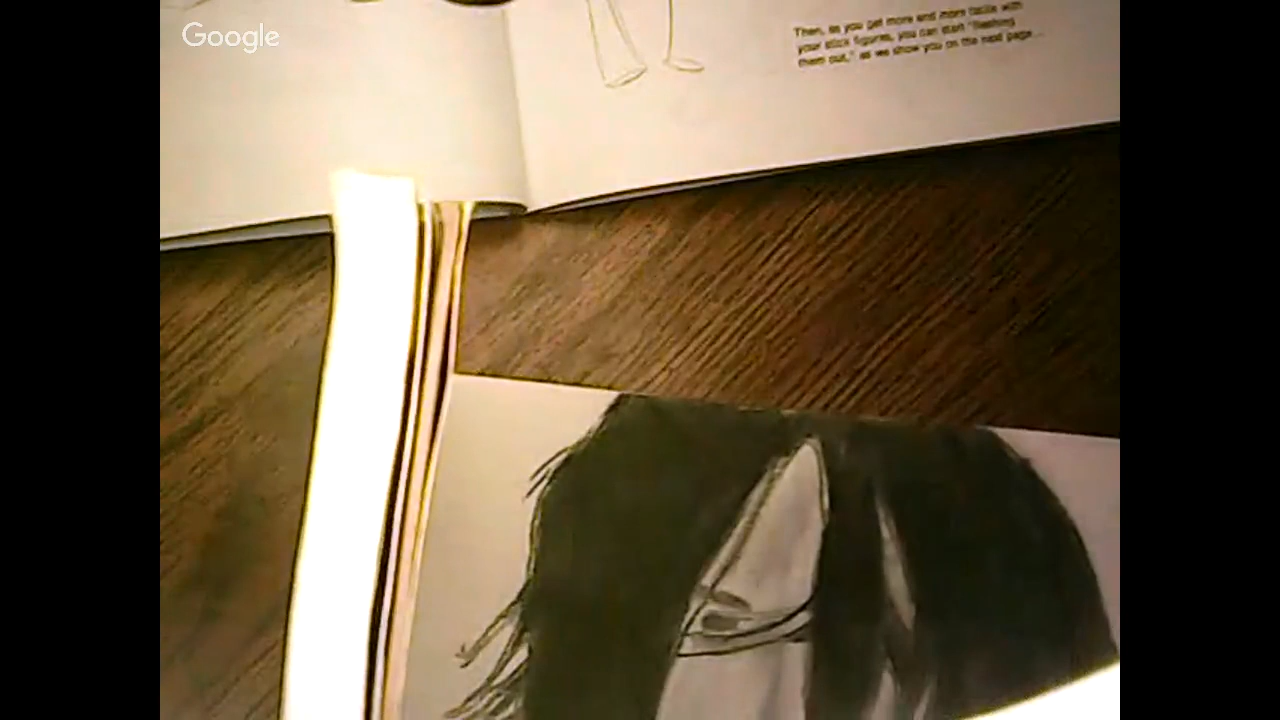 Google
Then, as you get more and more facile with
your stick figures, you can start "fleshing
them out," as we show you on the next page...